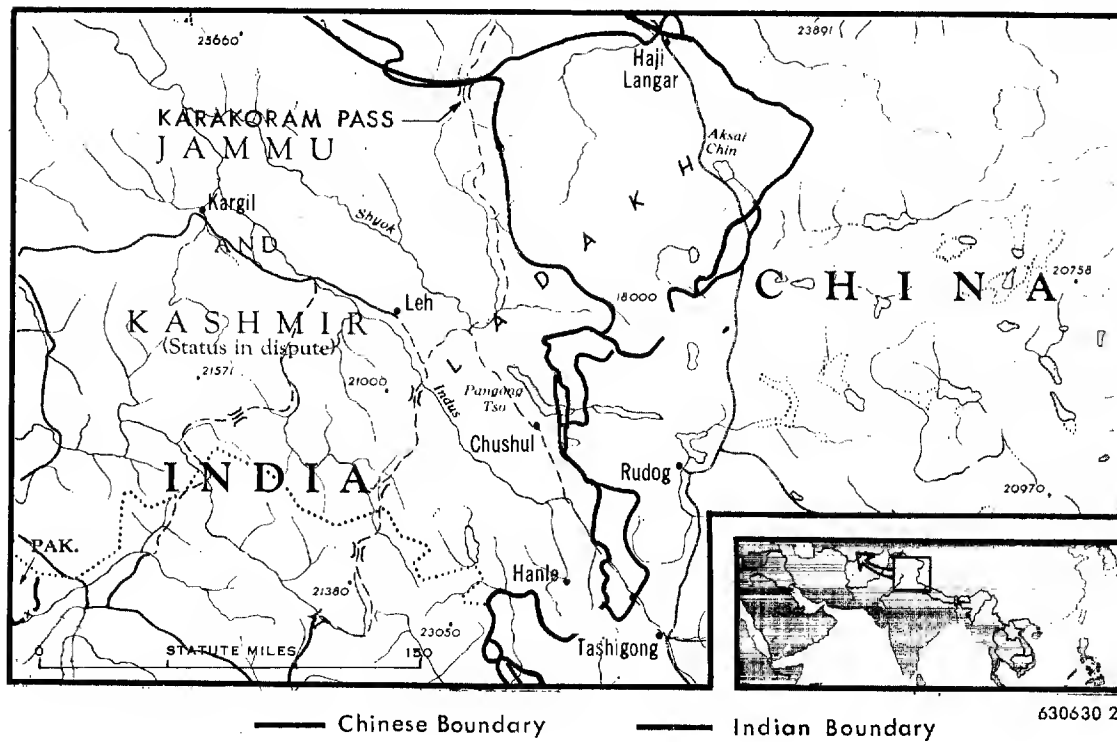 25660
23891
Haji
Langar
KARAKORAM PASS
JAMMU
Aksai
Chin
Kargil
Shyok
AND
LADAKH
CHINA
20758
18000
Leh
KASHMIR
(Status in dispute)
21571
21000
Indus
Pangong
Tso
Chushul
INDIA
Rudog
20970
PAK.
Hanle
21380
23050
Tashigong
0 STATUTE MILES 150
Chinese Boundary Indian Boundary
630630 2